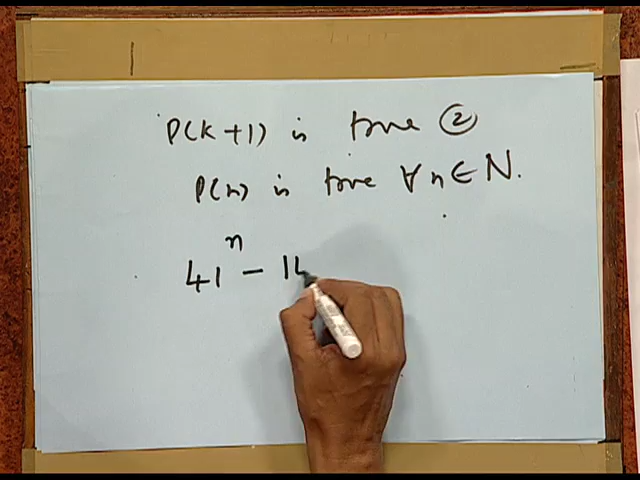 P(k+1) is true ②
P(n) is true ∀ n ∈ N.
41ⁿ - 14